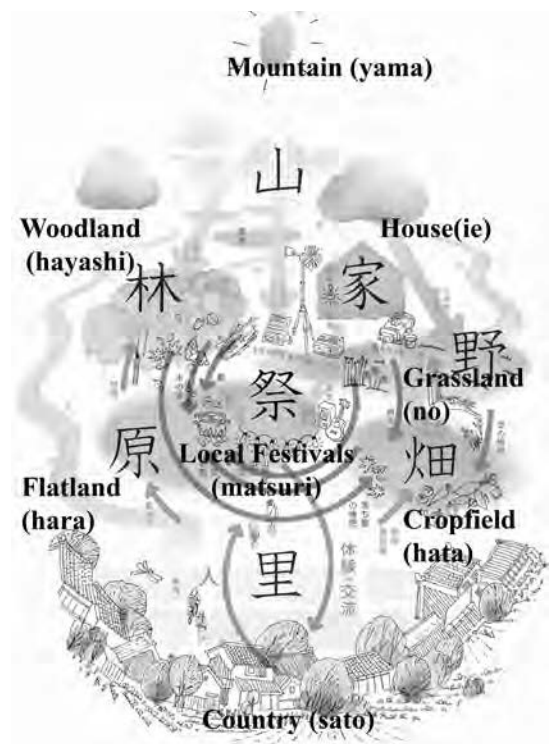 Mountain (yama)
山
Woodland
(hayashi)
House(ie)
林
家
野
Grassland
(no)
祭
原
畑
Local Festivals
(matsuri)
Flatland
(hara)
Cropfield
(hata)
里
人
体験・交流
Country (sato)